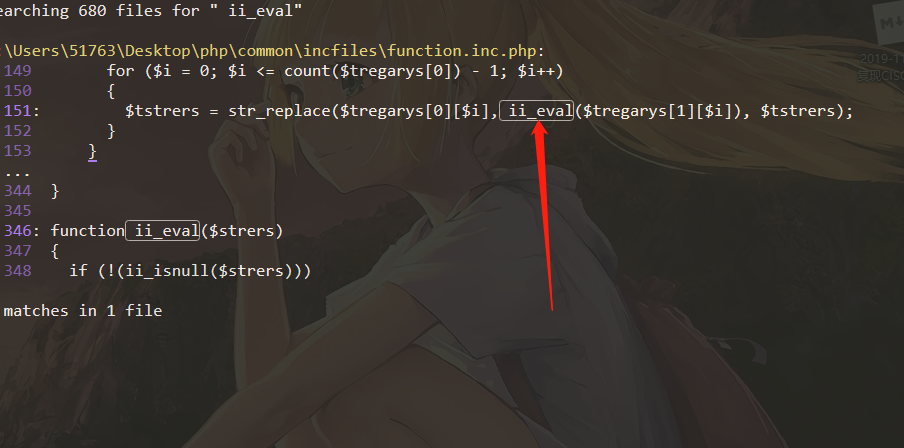 earching 680 files for " ii_eval"
:\Users\51763\Desktop\php\common\incfiles\function.inc.php:
149 for ($i = 0; $i <= count($tregarys[0]) - 1; $i++)
150 {
151: $tstrers = str_replace($tregarys[0][$i], ii_eval($tregarys[1][$i]), $tstrers);
152 }
153 }
...
344 }
345
346: function ii_eval($strers)
347 {
348 if (!(ii_isnull($strers)))
matches in 1 file
2019-11